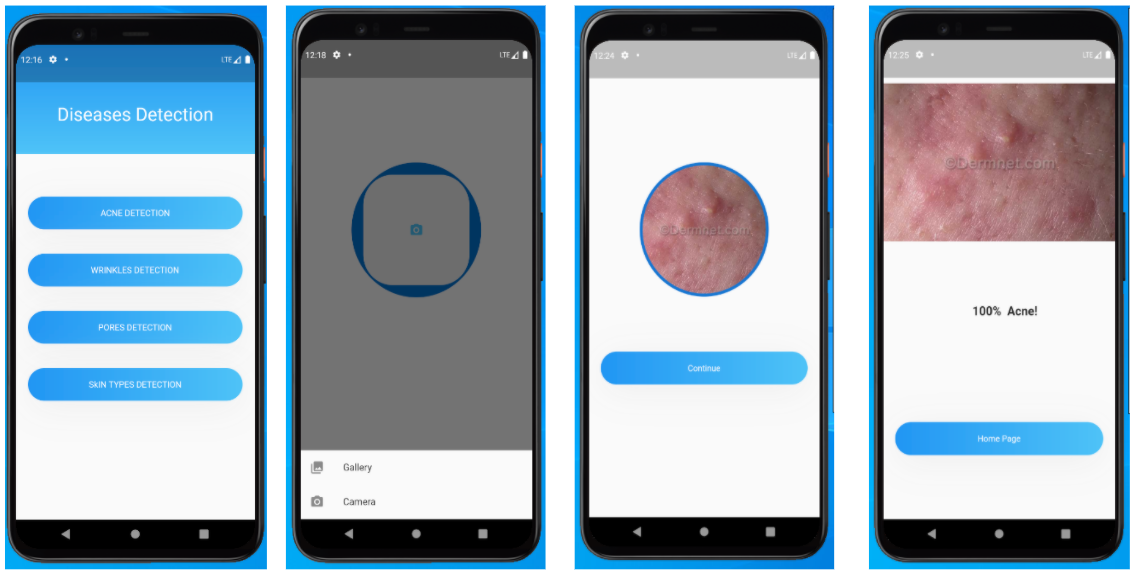 12:16
LTE
Diseases Detection
ACNE DETECTION
WRINKLES DETECTION
PORES DETECTION
SkIN TYPES DETECTION
12:18
LTE
Gallery
Camera
12:24
LTE
©Dermnet.com
Continue
12:25
LTE
©Dermnet.com
100% Acne!
Home Page